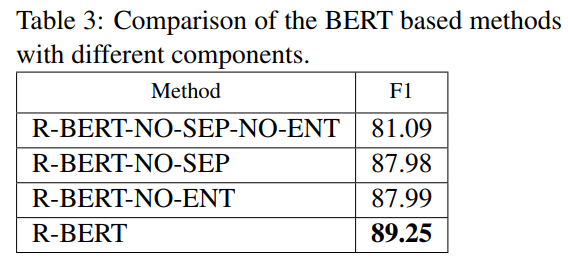 Table 3: Comparison of the BERT based methods
with different components.
Method F1
R-BERT-NO-SEP-NO-ENT 81.09
R-BERT-NO-SEP 87.98
R-BERT-NO-ENT 87.99
R-BERT 89.25